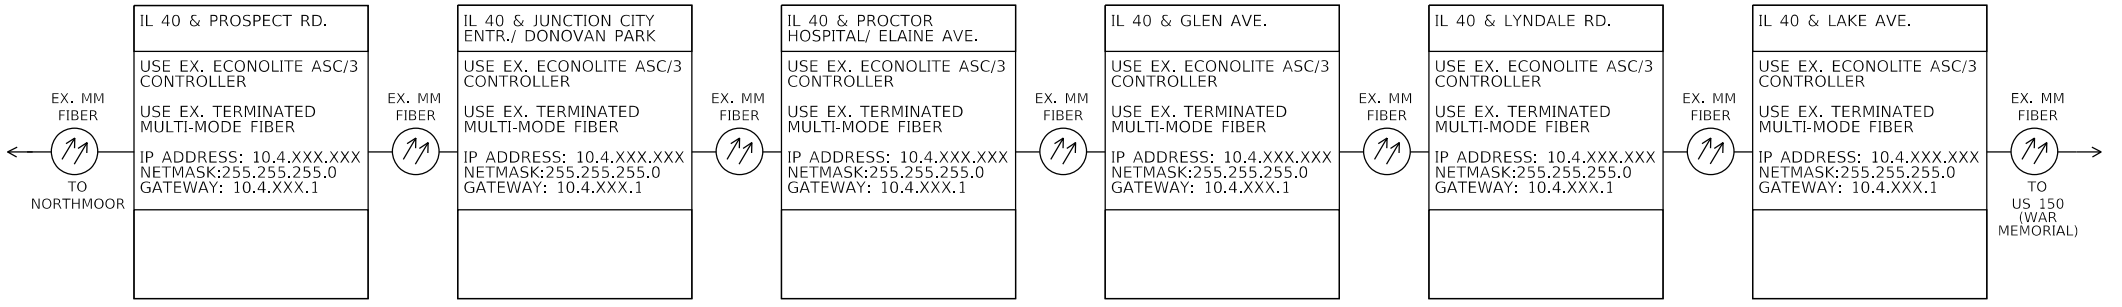 EX. MM
FIBER
TO
NORTHMOOR
IL 40 & PROSPECT RD.
USE EX. ECONOLITE ASC/3
CONTROLLER
USE EX. TERMINATED
MULTI-MODE FIBER
IP ADDRESS: 10.4.XXX.XXX
NETMASK:255.255.255.0
GATEWAY: 10.4.XXX.1
EX. MM
FIBER
IL 40 & JUNCTION CITY
ENTR./ DONOVAN PARK
USE EX. ECONOLITE ASC/3
CONTROLLER
USE EX. TERMINATED
MULTI-MODE FIBER
IP ADDRESS: 10.4.XXX.XXX
NETMASK:255.255.255.0
GATEWAY: 10.4.XXX.1
EX. MM
FIBER
IL 40 & PROCTOR
HOSPITAL/ ELAINE AVE.
USE EX. ECONOLITE ASC/3
CONTROLLER
USE EX. TERMINATED
MULTI-MODE FIBER
IP ADDRESS: 10.4.XXX.XXX
NETMASK:255.255.255.0
GATEWAY: 10.4.XXX.1
EX. MM
FIBER
IL 40 & GLEN AVE.
USE EX. ECONOLITE ASC/3
CONTROLLER
USE EX. TERMINATED
MULTI-MODE FIBER
IP ADDRESS: 10.4.XXX.XXX
NETMASK:255.255.255.0
GATEWAY: 10.4.XXX.1
EX. MM
FIBER
IL 40 & LYNDALE RD.
USE EX. ECONOLITE ASC/3
CONTROLLER
USE EX. TERMINATED
MULTI-MODE FIBER
IP ADDRESS: 10.4.XXX.XXX
NETMASK:255.255.255.0
GATEWAY: 10.4.XXX.1
EX. MM
FIBER
IL 40 & LAKE AVE.
USE EX. ECONOLITE ASC/3
CONTROLLER
USE EX. TERMINATED
MULTI-MODE FIBER
IP ADDRESS: 10.4.XXX.XXX
NETMASK:255.255.255.0
GATEWAY: 10.4.XXX.1
EX. MM
FIBER
TO
US 150
(WAR
MEMORIAL)